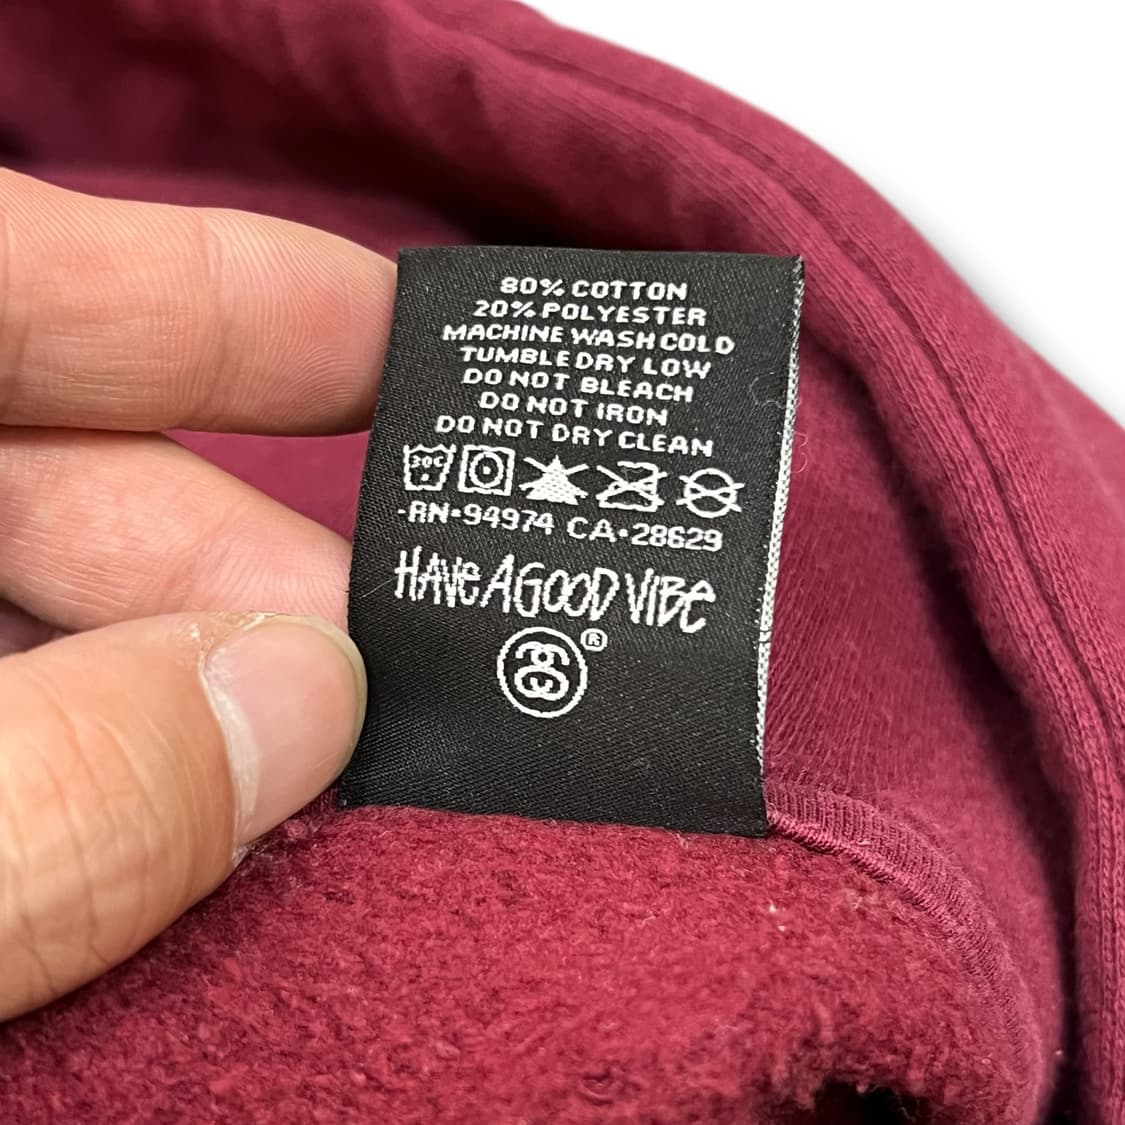 80% COTTON
20% POLYESTER
MACHINE WASH COLD
TUMBLE DRY LOW
DO NOT BLEACH
DO NOT IRON
DO NOT DRY CLEAN
30C
-RN•94974 CA•28629
HAVE A GOOD VIBE
®